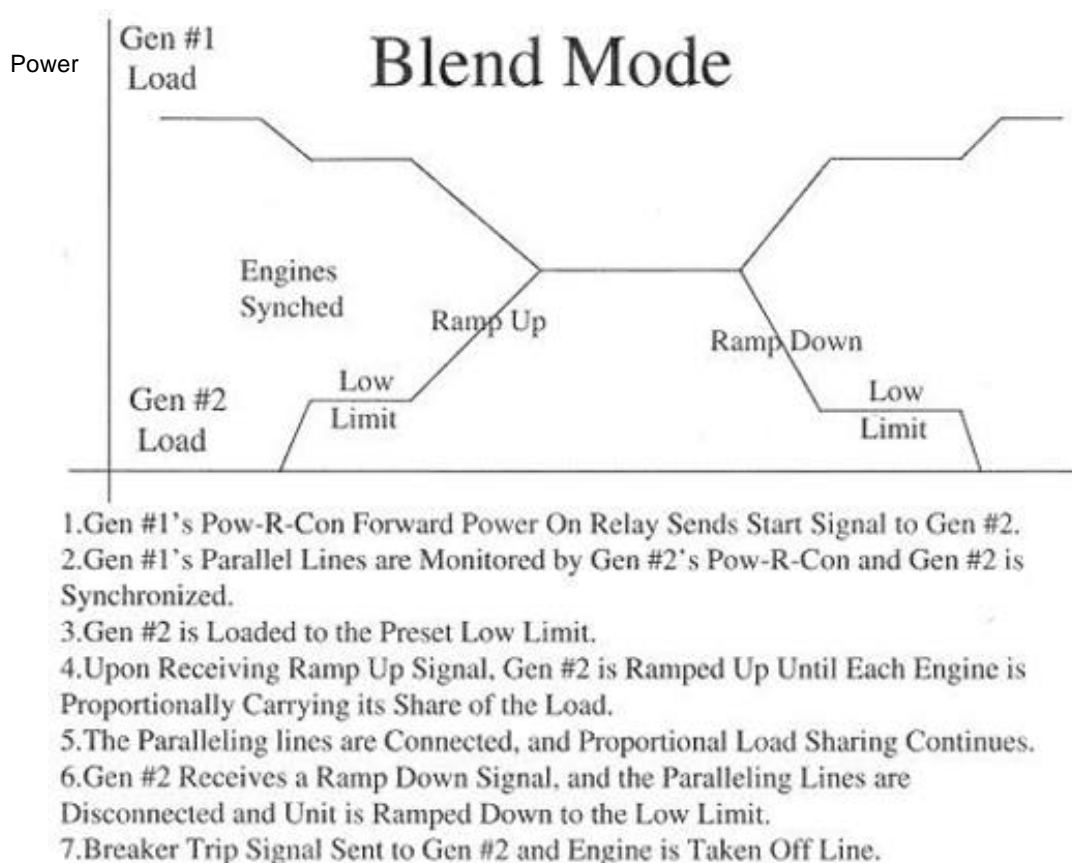 Gen #1
Load
Power
Blend Mode
Engines
Synched
Ramp Up
Ramp Down
Low
Limit
Low
Limit
Gen #2
Load
1.Gen #1's Pow-R-Con Forward Power On Relay Sends Start Signal to Gen #2.
2.Gen #1's Parallel Lines are Monitored by Gen #2's Pow-R-Con and Gen #2 is
Synchronized.
3.Gen #2 is Loaded to the Preset Low Limit.
4.Upon Receiving Ramp Up Signal, Gen #2 is Ramped Up Until Each Engine is
Proportionally Carrying its Share of the Load.
5.The Paralleling lines are Connected, and Proportional Load Sharing Continues.
6.Gen #2 Receives a Ramp Down Signal, and the Paralleling Lines are
Disconnected and Unit is Ramped Down to the Low Limit.
7.Breaker Trip Signal Sent to Gen #2 and Engine is Taken Off Line.